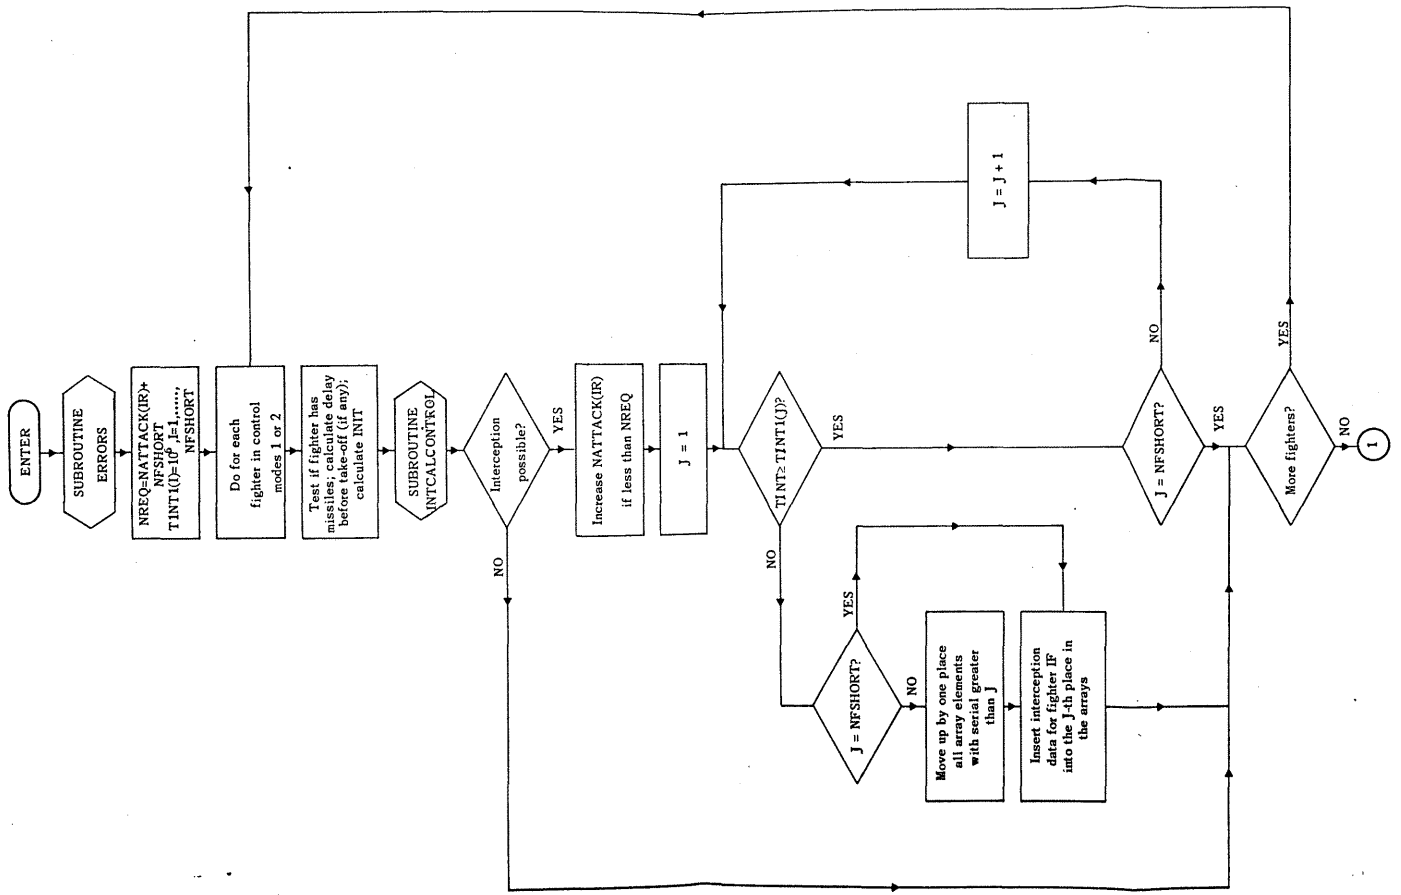 ENTER
SUBROUTINE
ERRORS
NREQ=NATTACK(IR)+
NFSHORT
T1NT1(I)=10⁶, I=1,.....,
NFSHORT
Do for each
fighter in control
modes 1 or 2
Test if fighter has
missiles; calculate delay
before take-off (if any);
calculate INIT
SUBROUTINE
INTCALCONTROL
Interception
possible?
NO
YES
Increase NATTACK(IR)
if less than NREQ
J = 1
T1NT≥ T1NT1(J)?
NO
YES
J = NFSHORT?
YES
NO
Move up by one place
all array elements
with serial greater
than J
Insert interception
data for fighter IF
into the J-th place in
the arrays
J = J + 1
J = NFSHORT?
NO
YES
More fighters?
YES
NO
1